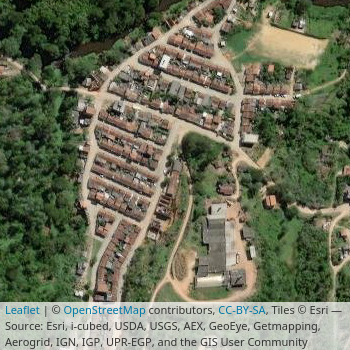 Leaflet | © OpenStreetMap contributors, CC-BY-SA, Tiles © Esri —
Source: Esri, i-cubed, USDA, USGS, AEX, GeoEye, Getmapping,
Aerogrid, IGN, IGP, UPR-EGP, and the GIS User Community